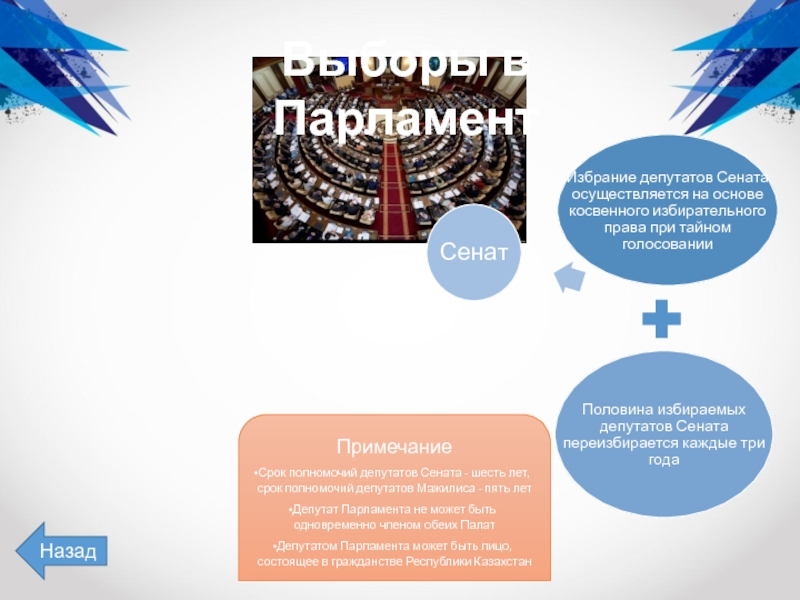 Выборы в
Парламент
Избрание депутатов Сената
осуществляется на основе
косвенного избирательного
права при тайном
голосовании
Сенат
Половина избираемых
депутатов Сената
переизбирается каждые три
года
Примечание
•Срок полномочий депутатов Сената - шесть лет,
срок полномочий депутатов Мажилиса - пять лет
•Депутат Парламента не может быть
одновременно членом обеих Палат
•Депутатом Парламента может быть лицо,
состоящее в гражданстве Республики Казахстан
Назад